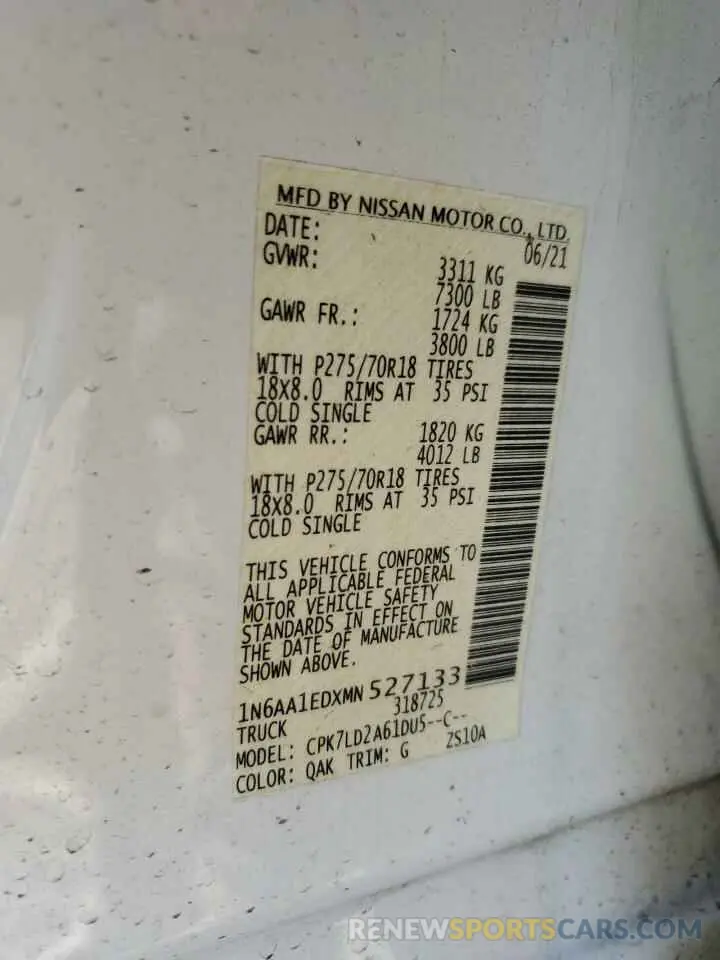 MFD BY NISSAN MOTOR CO., LTD.
DATE: 06/21
GVWR: 3311 KG
7300 LB
GAWR FR.: 1724 KG
3800 LB
WITH P275/70R18 TIRES
18X8.0 RIMS AT 35 PSI
COLD SINGLE
GAWR RR.: 1820 KG
4012 LB
WITH P275/70R18 TIRES
18X8.0 RIMS AT 35 PSI
COLD SINGLE
THIS VEHICLE CONFORMS TO
ALL APPLICABLE FEDERAL
MOTOR VEHICLE SAFETY
STANDARDS IN EFFECT ON
THE DATE OF MANUFACTURE
SHOWN ABOVE.
1N6AA1EDXMN 527133
TRUCK 318725
MODEL: CPK7LD2A61DU5--C--
COLOR: QAK TRIM: G ZS10A
RENEWSPORTSCARS.COM